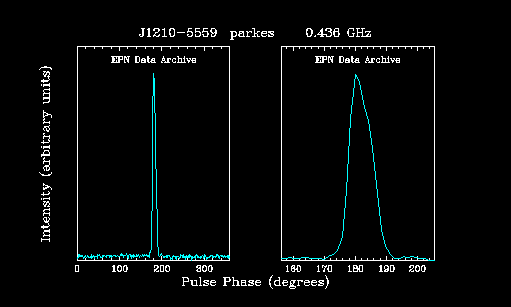 J1210-5559 parkes 0.436 GHz
EPN Data Archive
EPN Data Archive
Intensity (arbitrary units)
0 100 200 300
160 170 180 190 200
Pulse Phase (degrees)